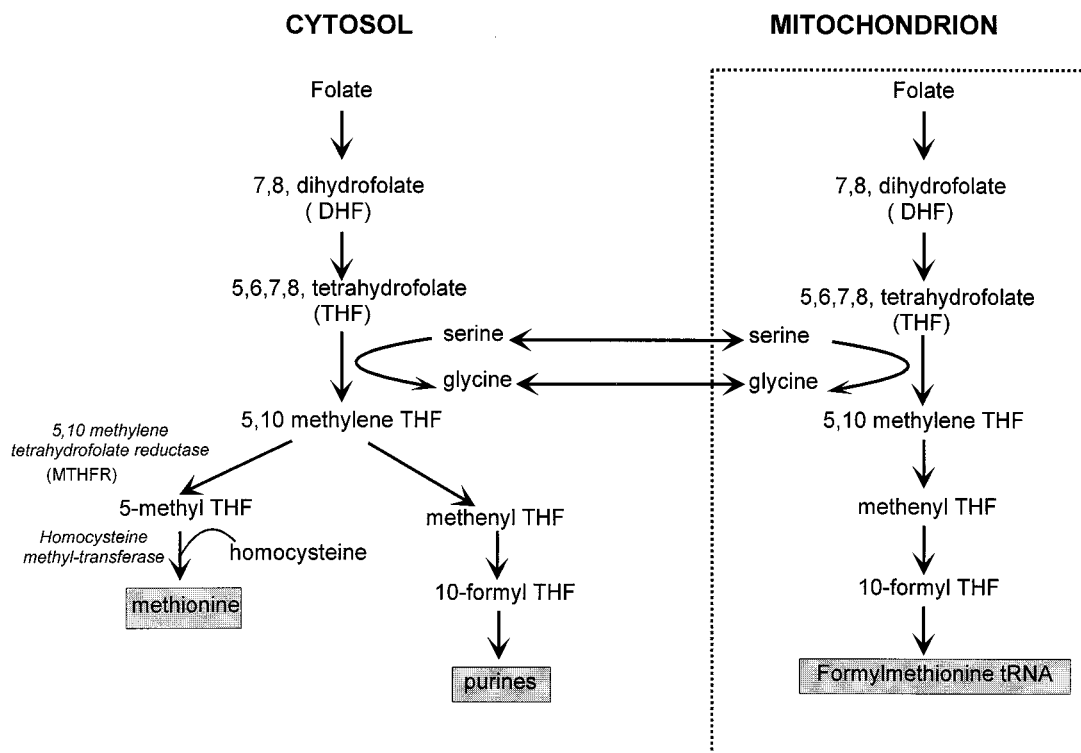 CYTOSOL
MITOCHONDRION
Folate
7,8, dihydrofolate
( DHF)
5,6,7,8, tetrahydrofolate
(THF)
serine
glycine
5,10 methylene THF
5,10 methylene
tetrahydrofolate reductase
(MTHFR)
5-methyl THF
Homocysteine
methyl-transferase
homocysteine
methionine
methenyl THF
10-formyl THF
purines
Folate
7,8, dihydrofolate
( DHF)
5,6,7,8, tetrahydrofolate
(THF)
serine
glycine
5,10 methylene THF
methenyl THF
10-formyl THF
Formylmethionine tRNA